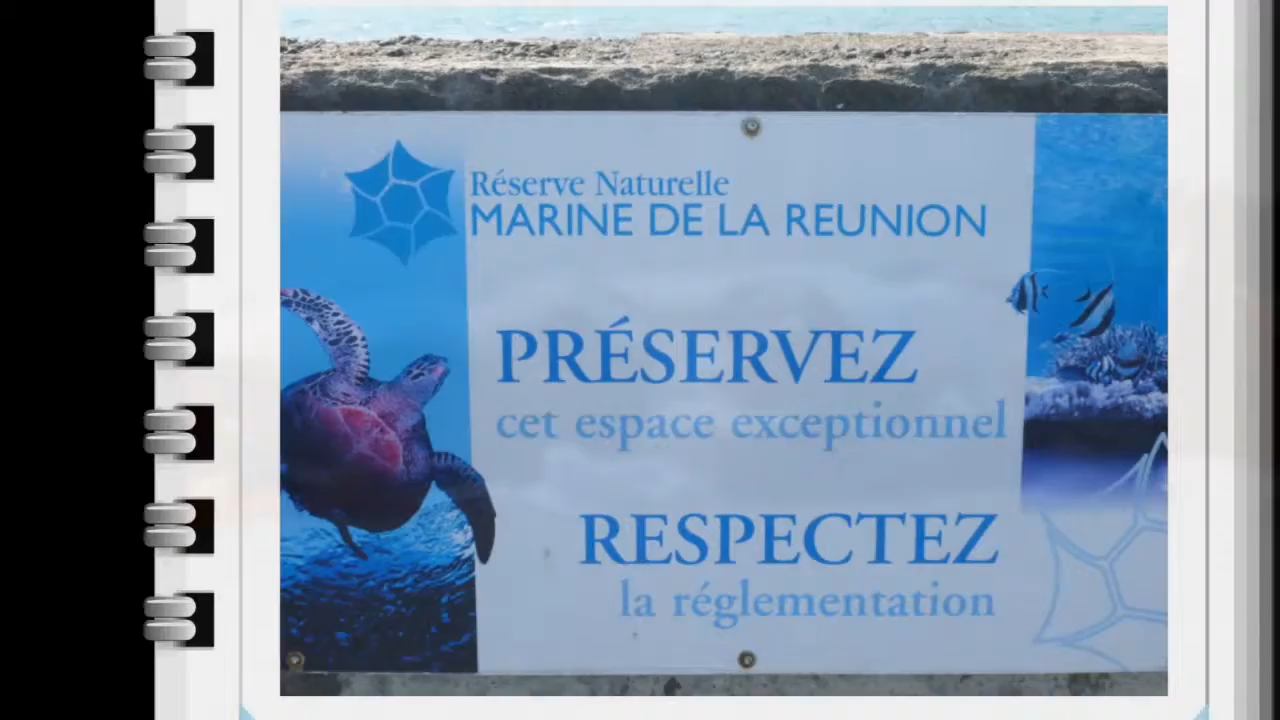 Réserve Naturelle
MARINE DE LA REUNION
PRÉSERVEZ
cet espace exceptionnel
RESPECTEZ
la réglementation